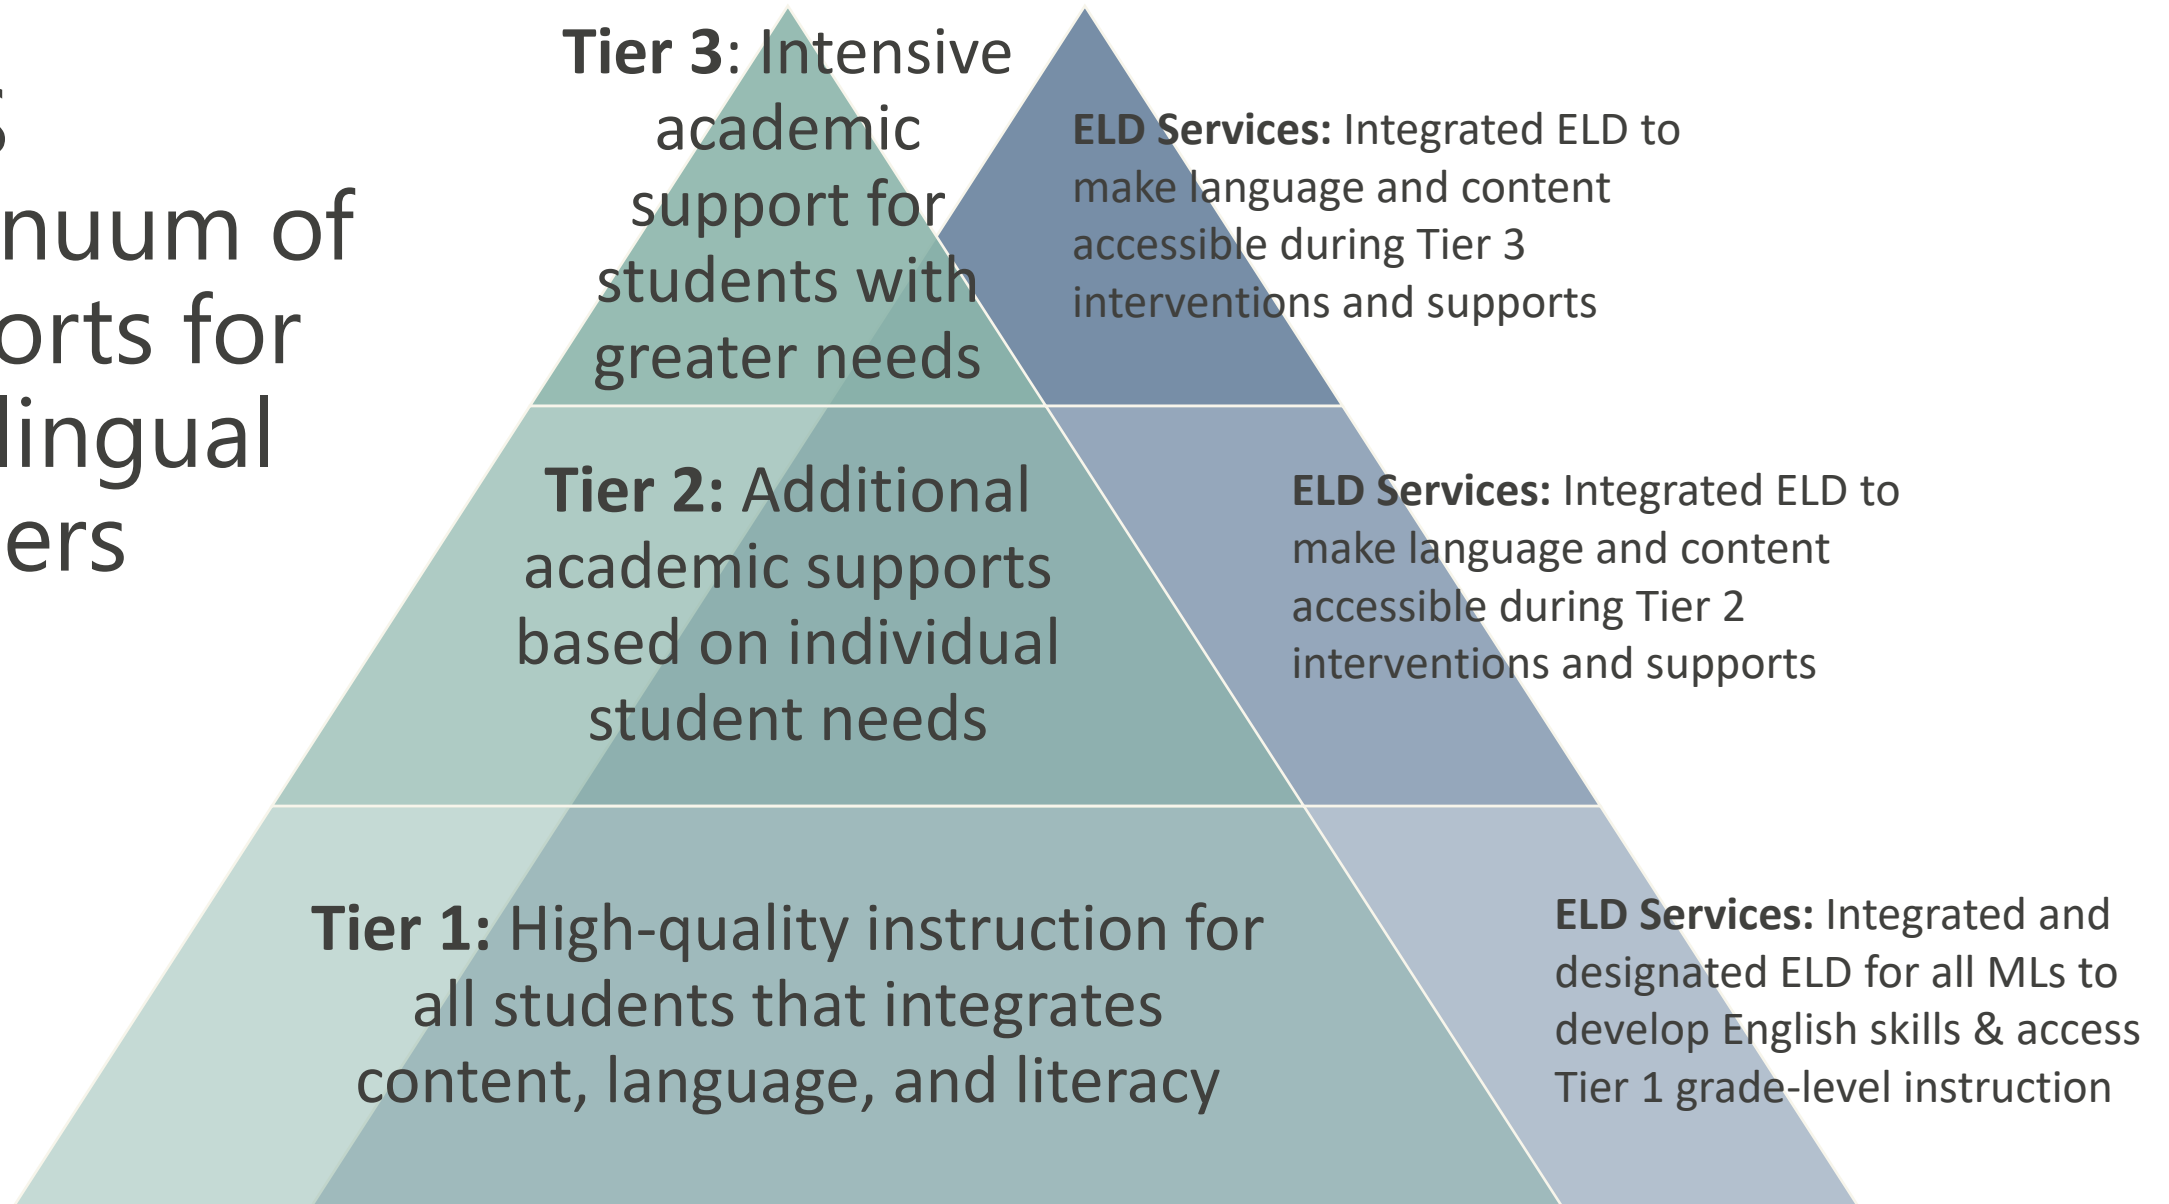 S
nuum of
orts for
lingual
ers
Tier 3: Intensive
academic
support for
students with
greater needs
ELD Services: Integrated ELD to
make language and content
accessible during Tier 3
interventions and supports
Tier 2: Additional
academic supports
based on individual
student needs
ELD Services: Integrated ELD to
make language and content
accessible during Tier 2
interventions and supports
Tier 1: High-quality instruction for
all students that integrates
content, language, and literacy
ELD Services: Integrated and
designated ELD for all MLs to
develop English skills & access
Tier 1 grade-level instruction